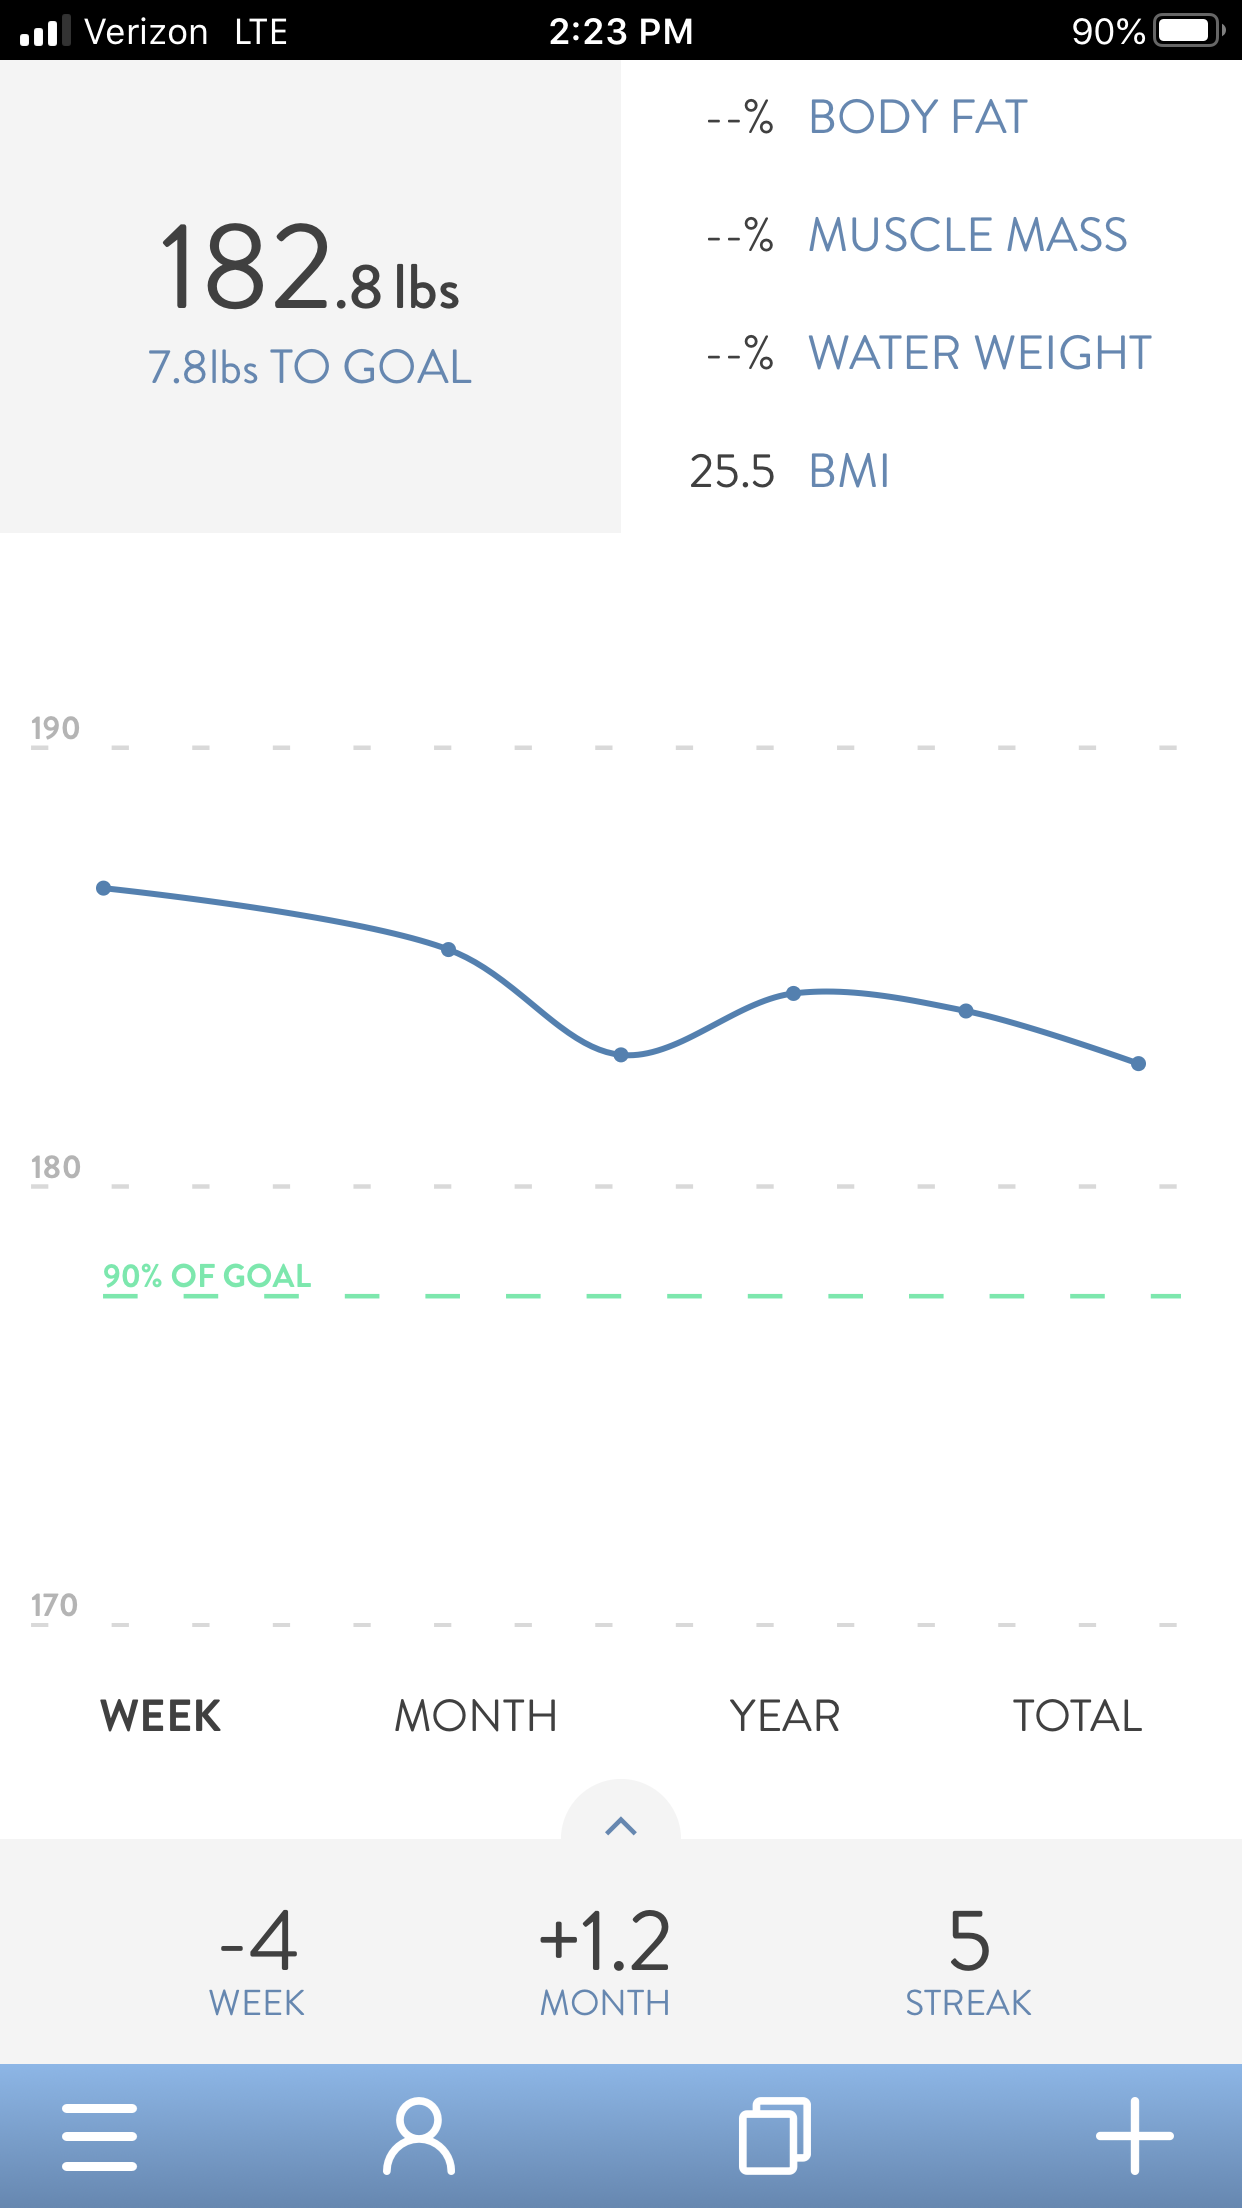 Verizon LTE 2:23 PM 90%
182.8 lbs
7.8lbs TO GOAL
--% BODY FAT
--% MUSCLE MASS
--% WATER WEIGHT
25.5 BMI
190
180
90% OF GOAL
170
WEEK MONTH YEAR TOTAL
-4 +1.2 5
WEEK MONTH STREAK